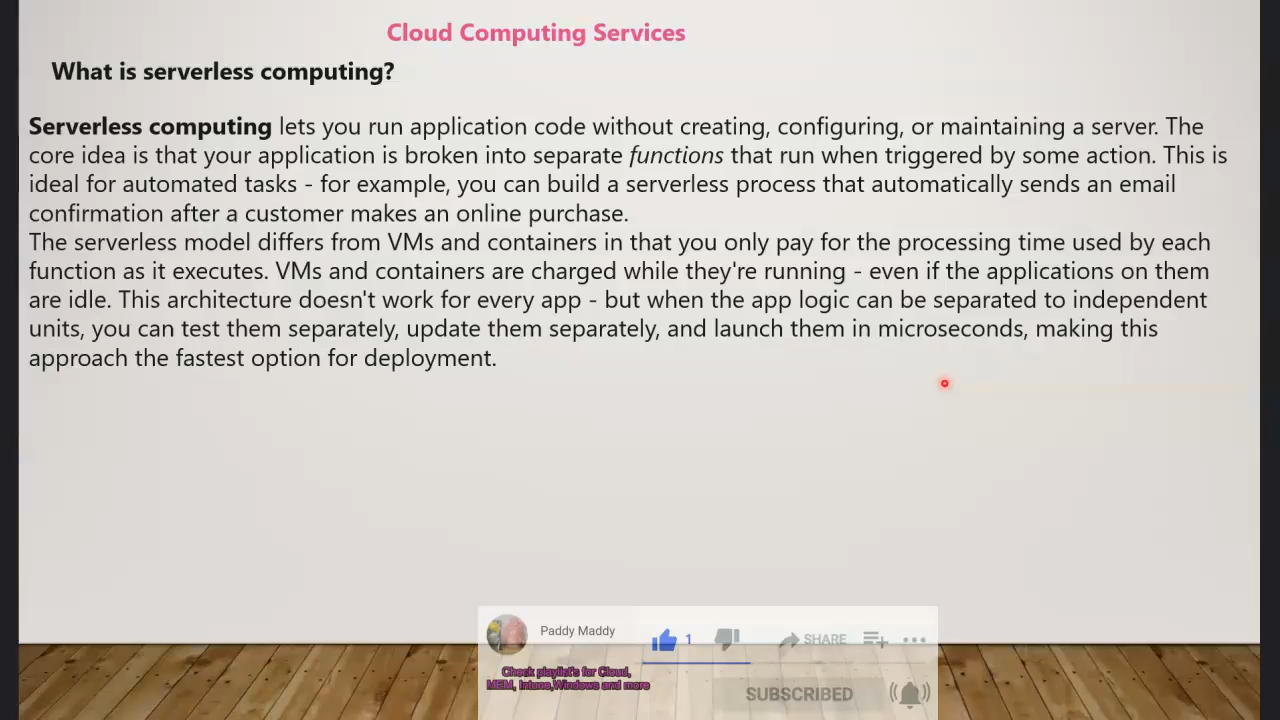 Cloud Computing Services
What is serverless computing?
Serverless computing lets you run application code without creating, configuring, or maintaining a server. The
core idea is that your application is broken into separate functions that run when triggered by some action. This is
ideal for automated tasks - for example, you can build a serverless process that automatically sends an email
confirmation after a customer makes an online purchase.
The serverless model differs from VMs and containers in that you only pay for the processing time used by each
function as it executes. VMs and containers are charged while they're running - even if the applications on them
are idle. This architecture doesn't work for every app - but when the app logic can be separated to independent
units, you can test them separately, update them separately, and launch them in microseconds, making this
approach the fastest option for deployment.
Paddy Maddy
1
SHARE
Check playlist's for Cloud,
MEM, Intune,Windows and more
SUBSCRIBED